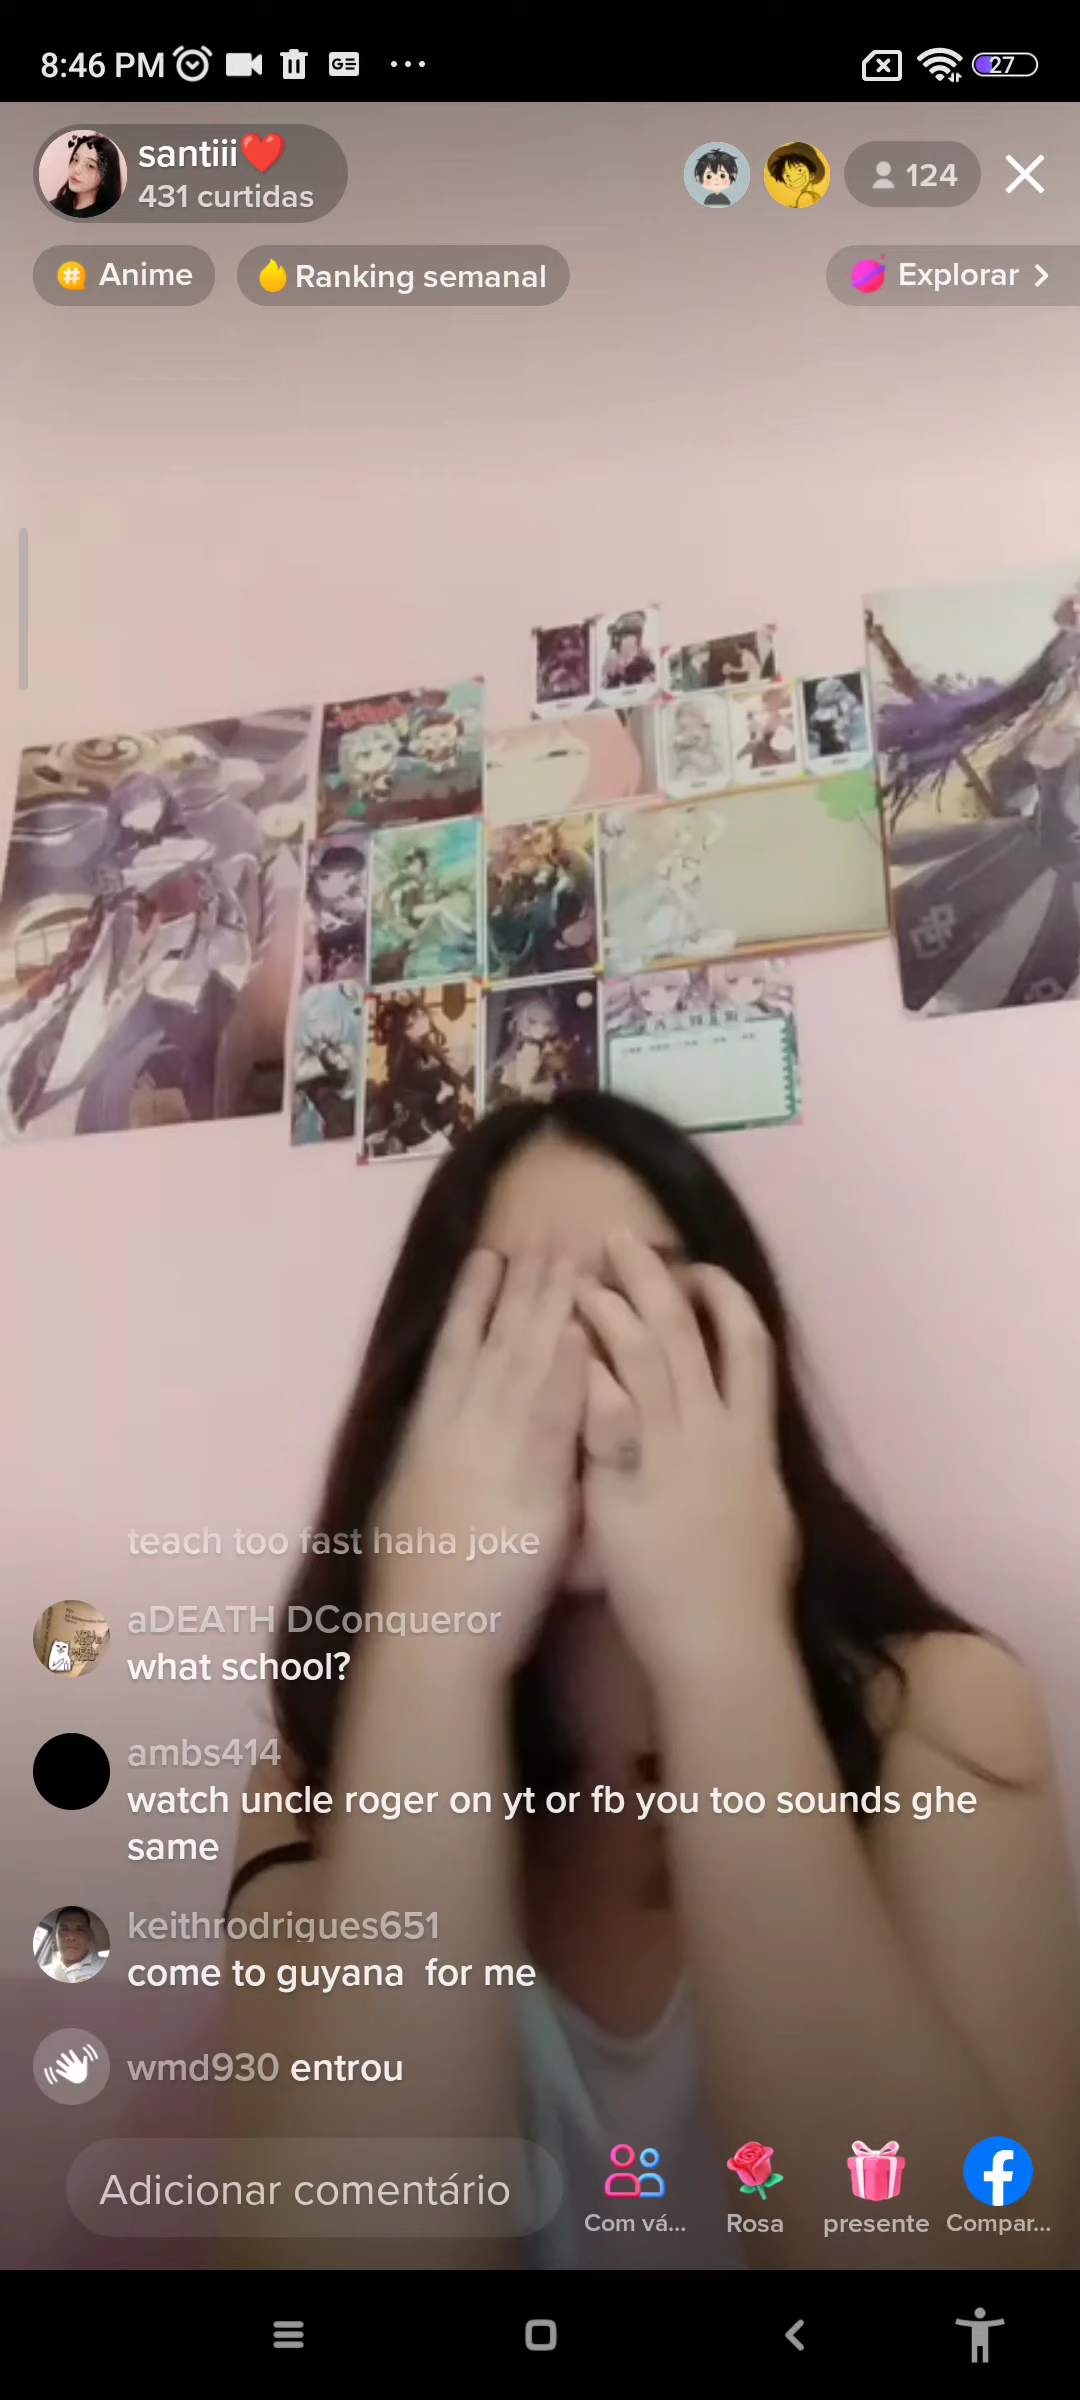 8:46 PM
27
santiii❤️
431 curtidas
124
Anime
Ranking semanal
Explorar
teach too fast haha joke
aDEATH DConqueror
what school?
ambs414
watch uncle roger on yt or fb you too sounds ghe
same
keithrodrigues651
come to guyana  for me
wmd930 entrou
Adicionar comentário
Com vá...
Rosa
presente
Compar...